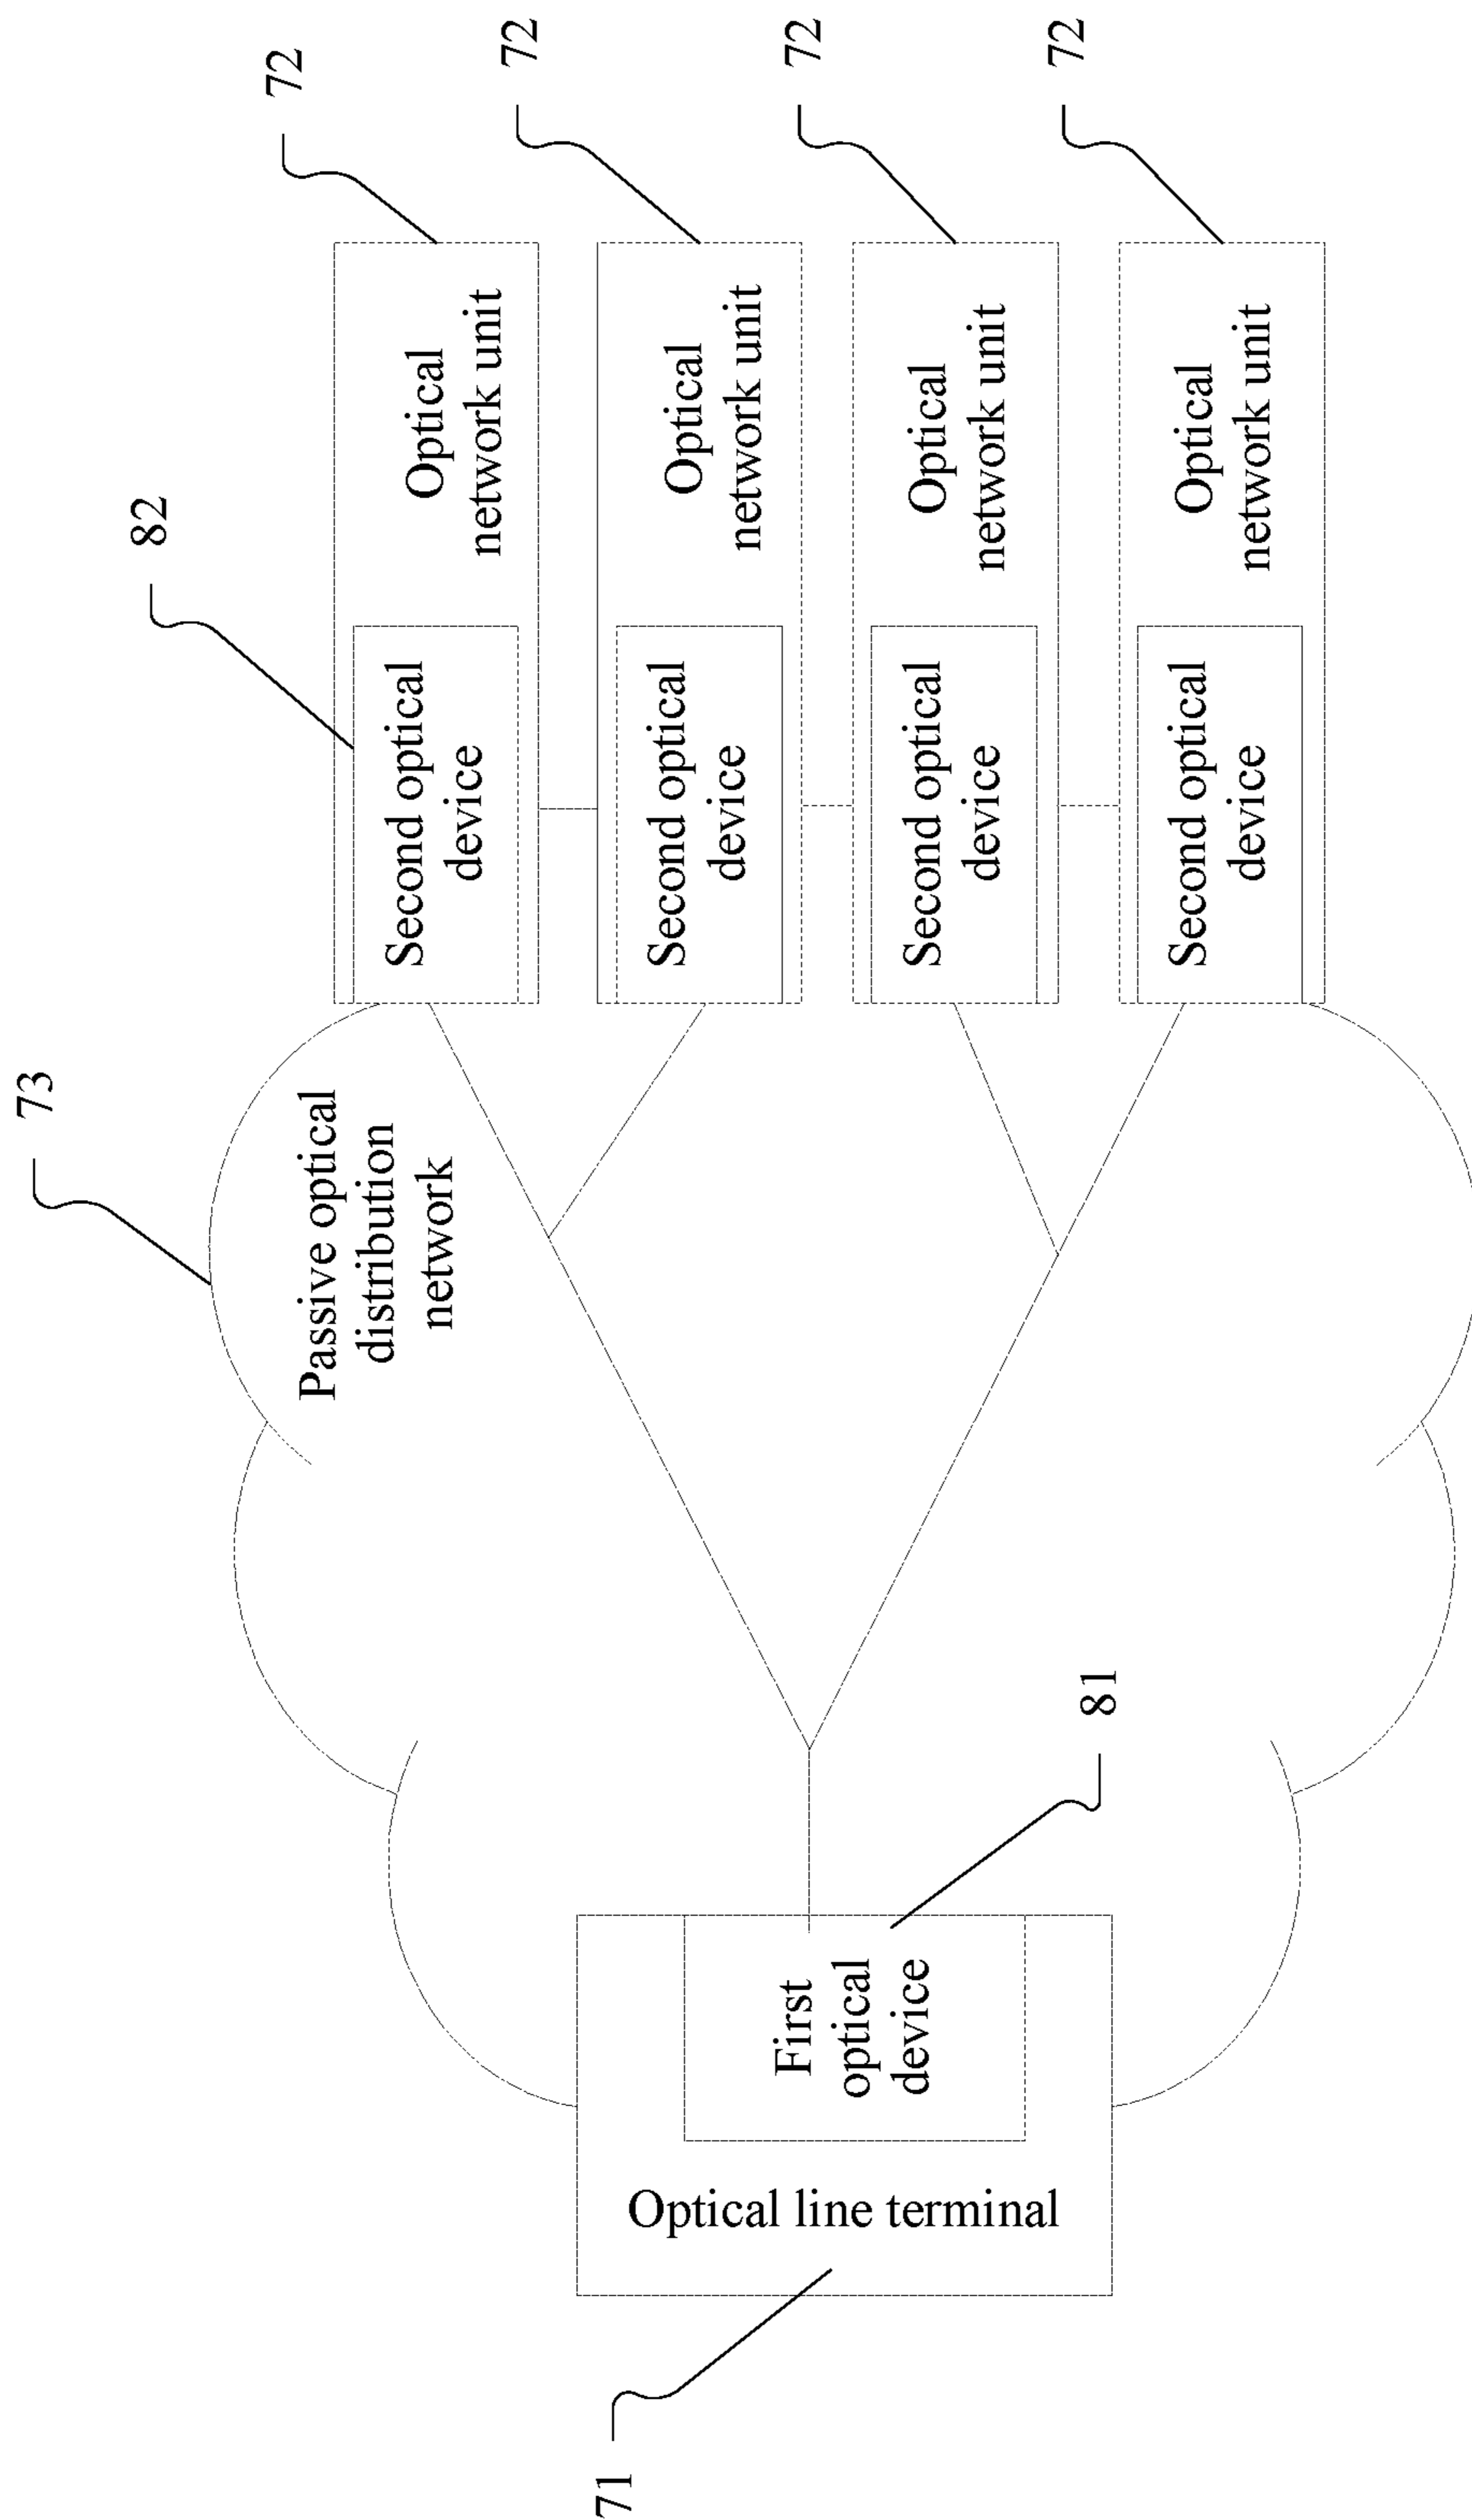 73
Passive optical
distribution
network
82
72
Second optical
device
Optical
network unit
72
Second optical
device
Optical
network unit
72
Second optical
device
Optical
network unit
72
Second optical
device
Optical
network unit
71
Optical line terminal
First
optical
device
81